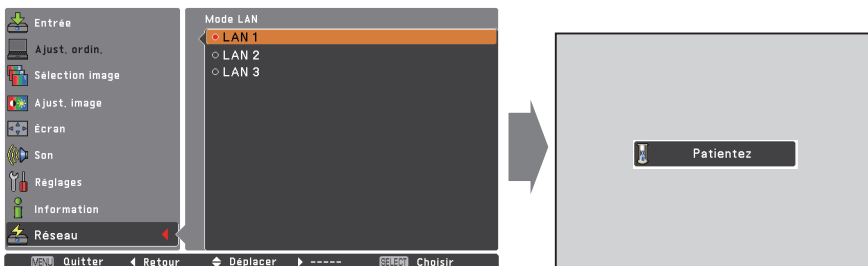 Entrée
Ajust. ordin.
Sélection image
Ajust. image
Écran
Son
Réglages
Information
Réseau
Mode LAN
LAN 1
LAN 2
LAN 3
MENU Quitter Retour Déplacer ----- SELECT Choisir
Patientez